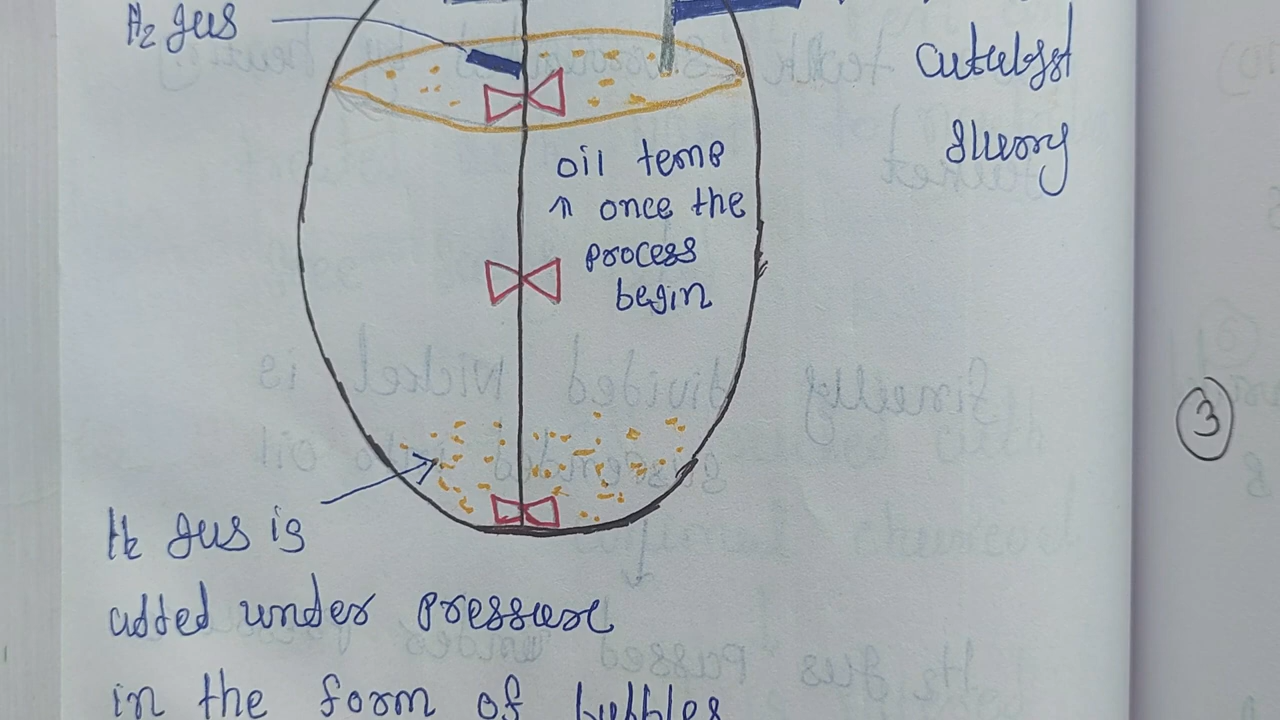 H₂ gas
catalyst
slurry
oil temp
↑ once the
process
begin
H₂ gas is
added under pressure
in the form of bubbles
3